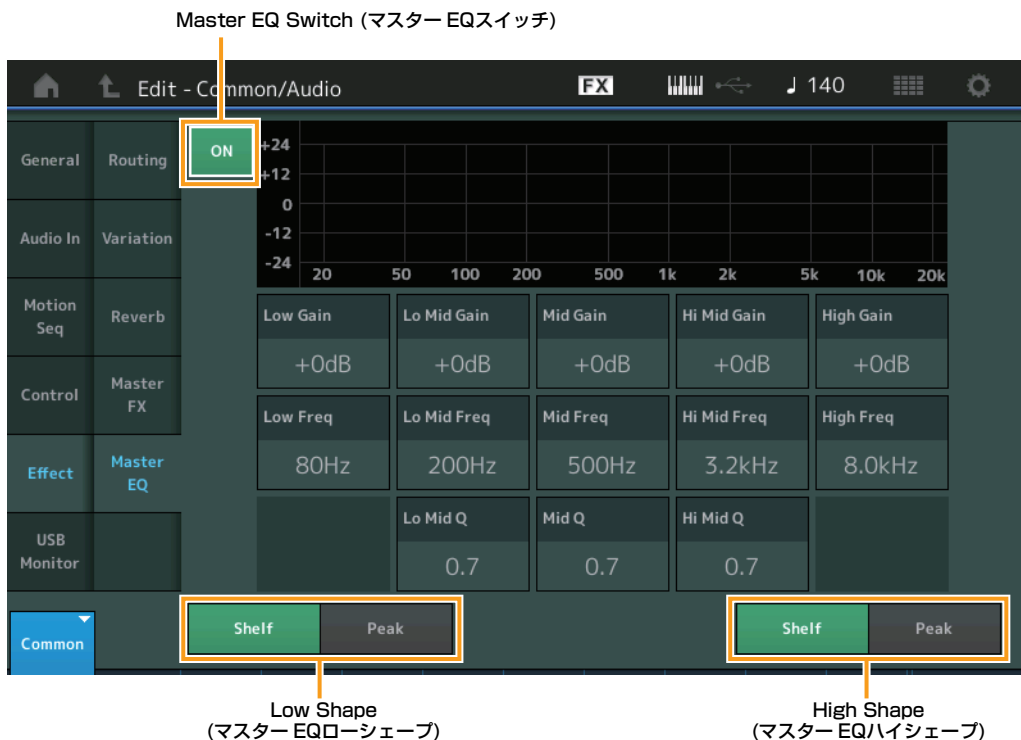 Master EQ Switch (マスター EQスイッチ)
Edit - Common/Audio
FX
♩ 140
General
Routing
ON
+24
+12
0
-12
-24
20 50 100 200 500 1k 2k 5k 10k 20k
Audio In
Variation
Motion
Seq
Reverb
Low Gain
Lo Mid Gain
Mid Gain
Hi Mid Gain
High Gain
+0dB
+0dB
+0dB
+0dB
+0dB
Control
Master
FX
Low Freq
Lo Mid Freq
Mid Freq
Hi Mid Freq
High Freq
80Hz
200Hz
500Hz
3.2kHz
8.0kHz
Effect
Master
EQ
Lo Mid Q
Mid Q
Hi Mid Q
0.7
0.7
0.7
USB
Monitor
Common
Shelf
Peak
Shelf
Peak
Low Shape
(マスター EQローシェープ)
High Shape
(マスター EQハイシェープ)